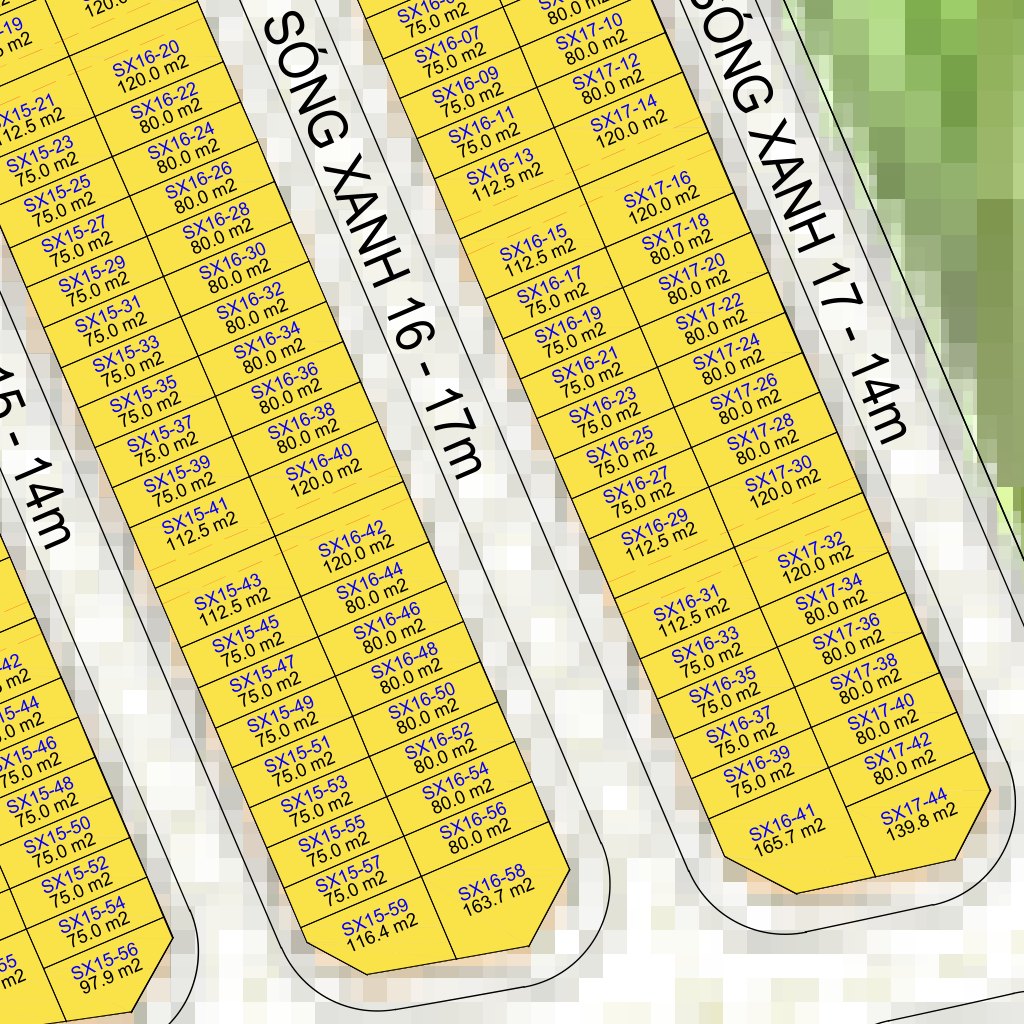 SÓNG XANH 16 - 17m
SÓNG XANH 17 - 14m
15 - 14m
SX15-21
112.5 m2
SX15-23
75.0 m2
SX15-25
75.0 m2
SX15-27
75.0 m2
SX15-29
75.0 m2
SX15-31
75.0 m2
SX15-33
75.0 m2
SX15-35
75.0 m2
SX15-37
75.0 m2
SX15-39
75.0 m2
SX15-41
112.5 m2
SX15-43
112.5 m2
SX15-45
75.0 m2
SX15-47
75.0 m2
SX15-49
75.0 m2
SX15-51
75.0 m2
SX15-53
75.0 m2
SX15-55
75.0 m2
SX15-57
75.0 m2
SX15-59
116.4 m2
SX16-20
120.0 m2
SX16-22
80.0 m2
SX16-24
80.0 m2
SX16-26
80.0 m2
SX16-28
80.0 m2
SX16-30
80.0 m2
SX16-32
80.0 m2
SX16-34
80.0 m2
SX16-36
80.0 m2
SX16-38
80.0 m2
SX16-40
120.0 m2
SX16-42
120.0 m2
SX16-44
80.0 m2
SX16-46
80.0 m2
SX16-48
80.0 m2
SX16-50
80.0 m2
SX16-52
80.0 m2
SX16-54
80.0 m2
SX16-56
80.0 m2
SX16-58
163.7 m2
75.0 m2
SX16-07
75.0 m2
SX16-09
75.0 m2
SX16-11
75.0 m2
SX16-13
112.5 m2
SX16-15
112.5 m2
SX16-17
75.0 m2
SX16-19
75.0 m2
SX16-21
75.0 m2
SX16-23
75.0 m2
SX16-25
75.0 m2
SX16-27
75.0 m2
SX16-29
112.5 m2
SX16-31
112.5 m2
SX16-33
75.0 m2
SX16-35
75.0 m2
SX16-37
75.0 m2
SX16-39
75.0 m2
SX16-41
165.7 m2
80.0 m2
SX17-10
80.0 m2
SX17-12
80.0 m2
SX17-14
120.0 m2
SX17-16
120.0 m2
SX17-18
80.0 m2
SX17-20
80.0 m2
SX17-22
80.0 m2
SX17-24
80.0 m2
SX17-26
80.0 m2
SX17-28
80.0 m2
SX17-30
120.0 m2
SX17-32
120.0 m2
SX17-34
80.0 m2
SX17-36
80.0 m2
SX17-38
80.0 m2
SX17-40
80.0 m2
SX17-42
80.0 m2
SX17-44
139.8 m2
SX15-46
75.0 m2
SX15-48
75.0 m2
SX15-50
75.0 m2
SX15-52
75.0 m2
SX15-54
75.0 m2
SX15-56
97.9 m2